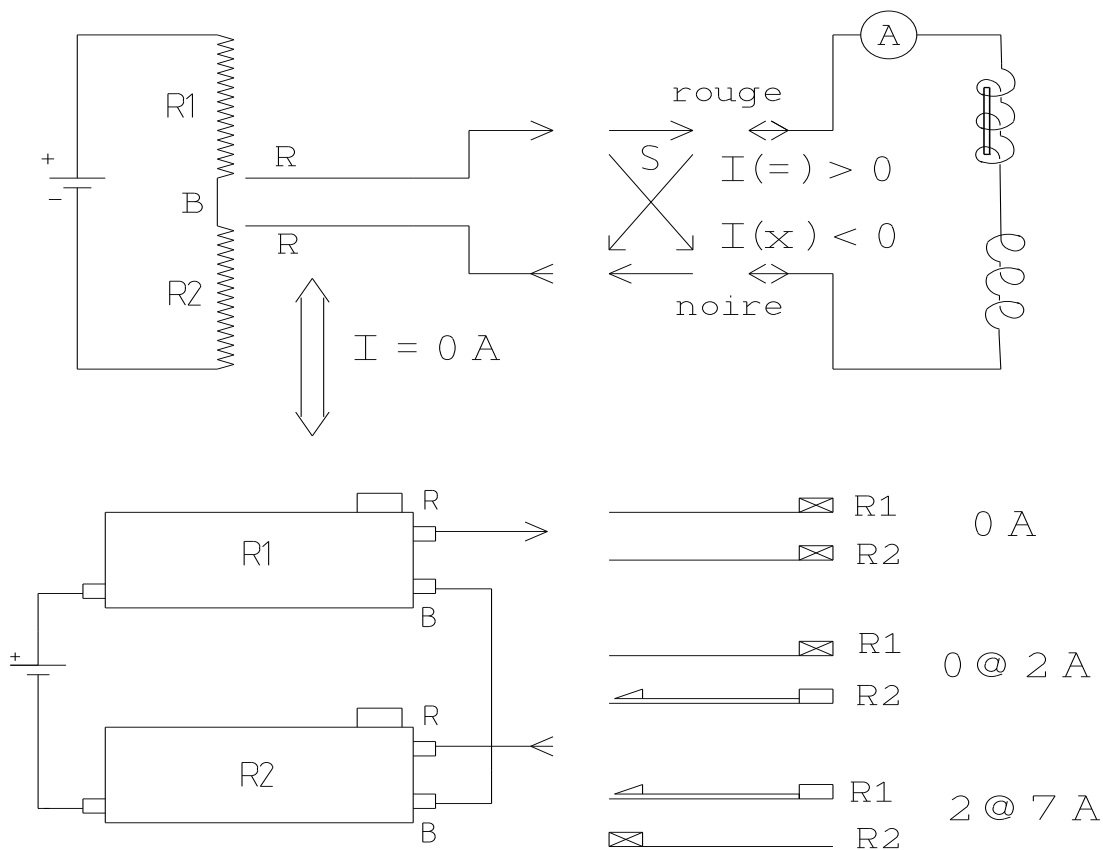 A
rouge
R1
R
S
I(=) > 0
+
-
B
I(x) < 0
R
R2
noire
I = 0 A
R
R1
0 A
R1
R2
B
R1
0 @ 2 A
+
R2
R
R2
R1
2 @ 7 A
B
R2